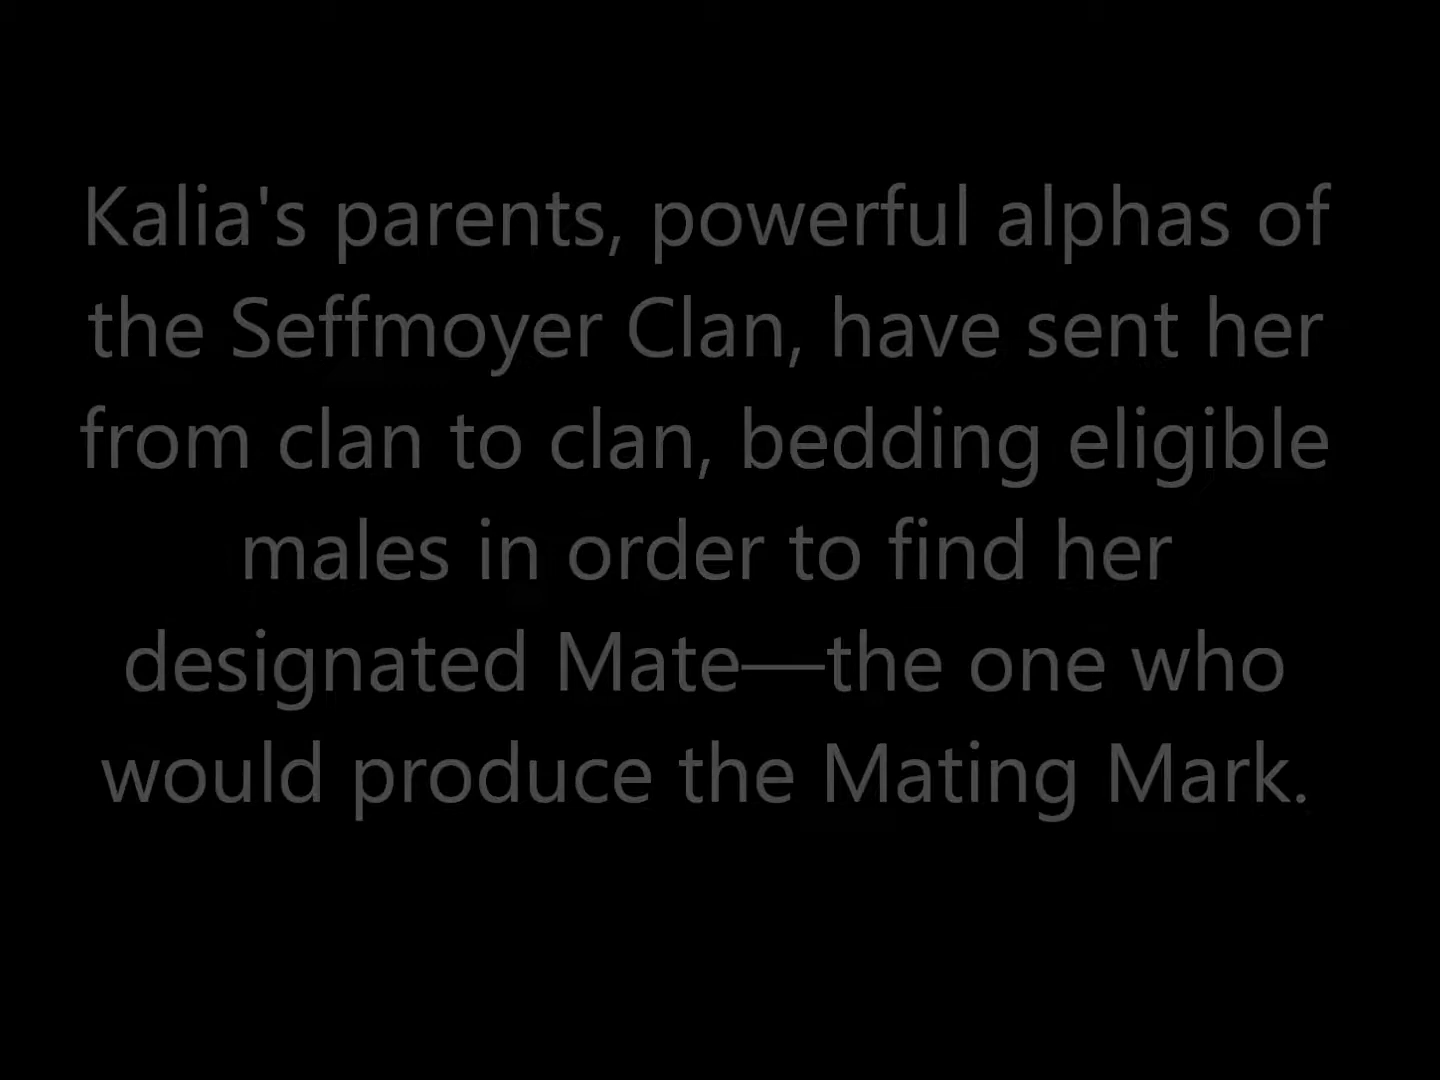 Kalia's parents, powerful alphas of
the Seffmoyer Clan, have sent her
from clan to clan, bedding eligible
males in order to find her
designated Mate—the one who
would produce the Mating Mark.